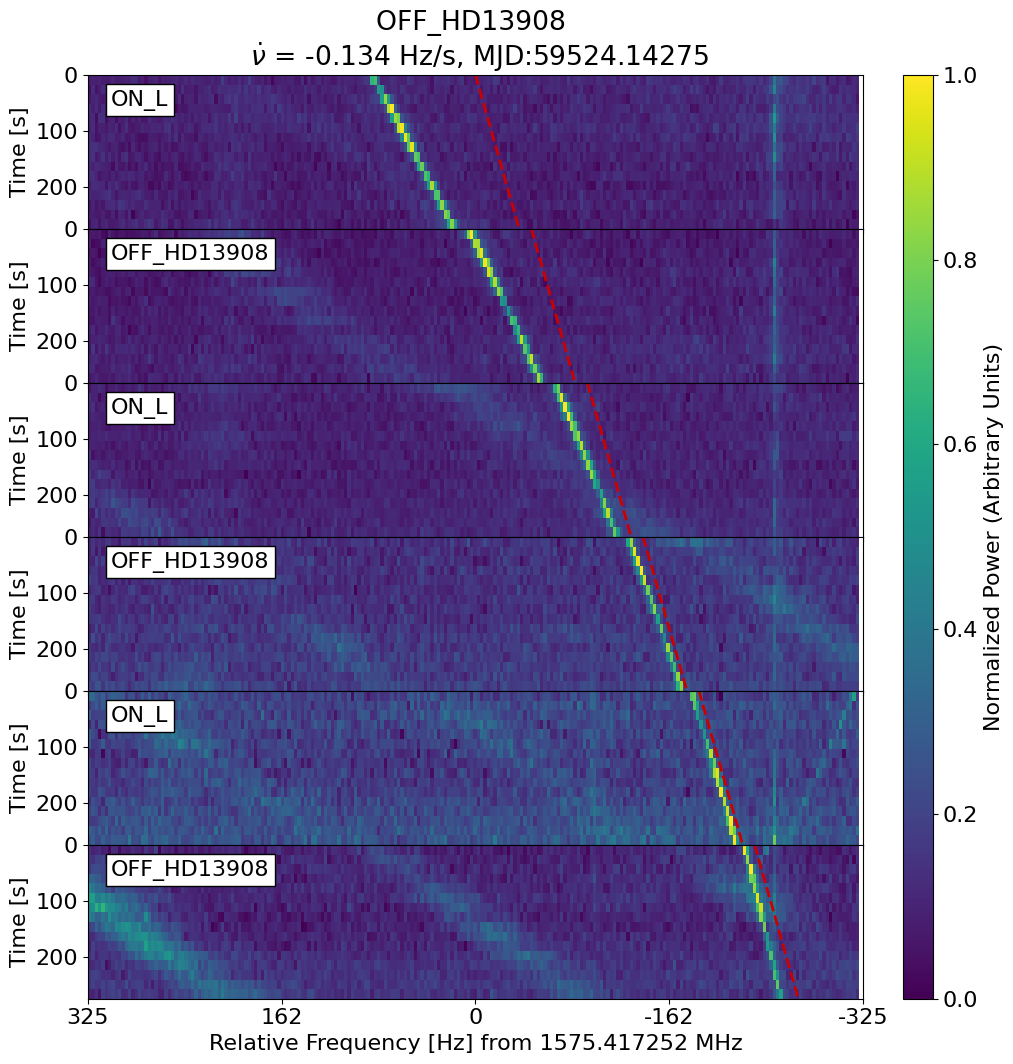 OFF_HD13908
ν̇ = -0.134 Hz/s, MJD:59524.14275
ON_L
Time [s]
0
100
200
OFF_HD13908
Time [s]
0
100
200
ON_L
Time [s]
0
100
200
OFF_HD13908
Time [s]
0
100
200
ON_L
Time [s]
0
100
200
OFF_HD13908
Time [s]
0
100
200
325 162 0 -162 -325
Relative Frequency [Hz] from 1575.417252 MHz
1.0
0.8
0.6
0.4
0.2
0.0
Normalized Power (Arbitrary Units)